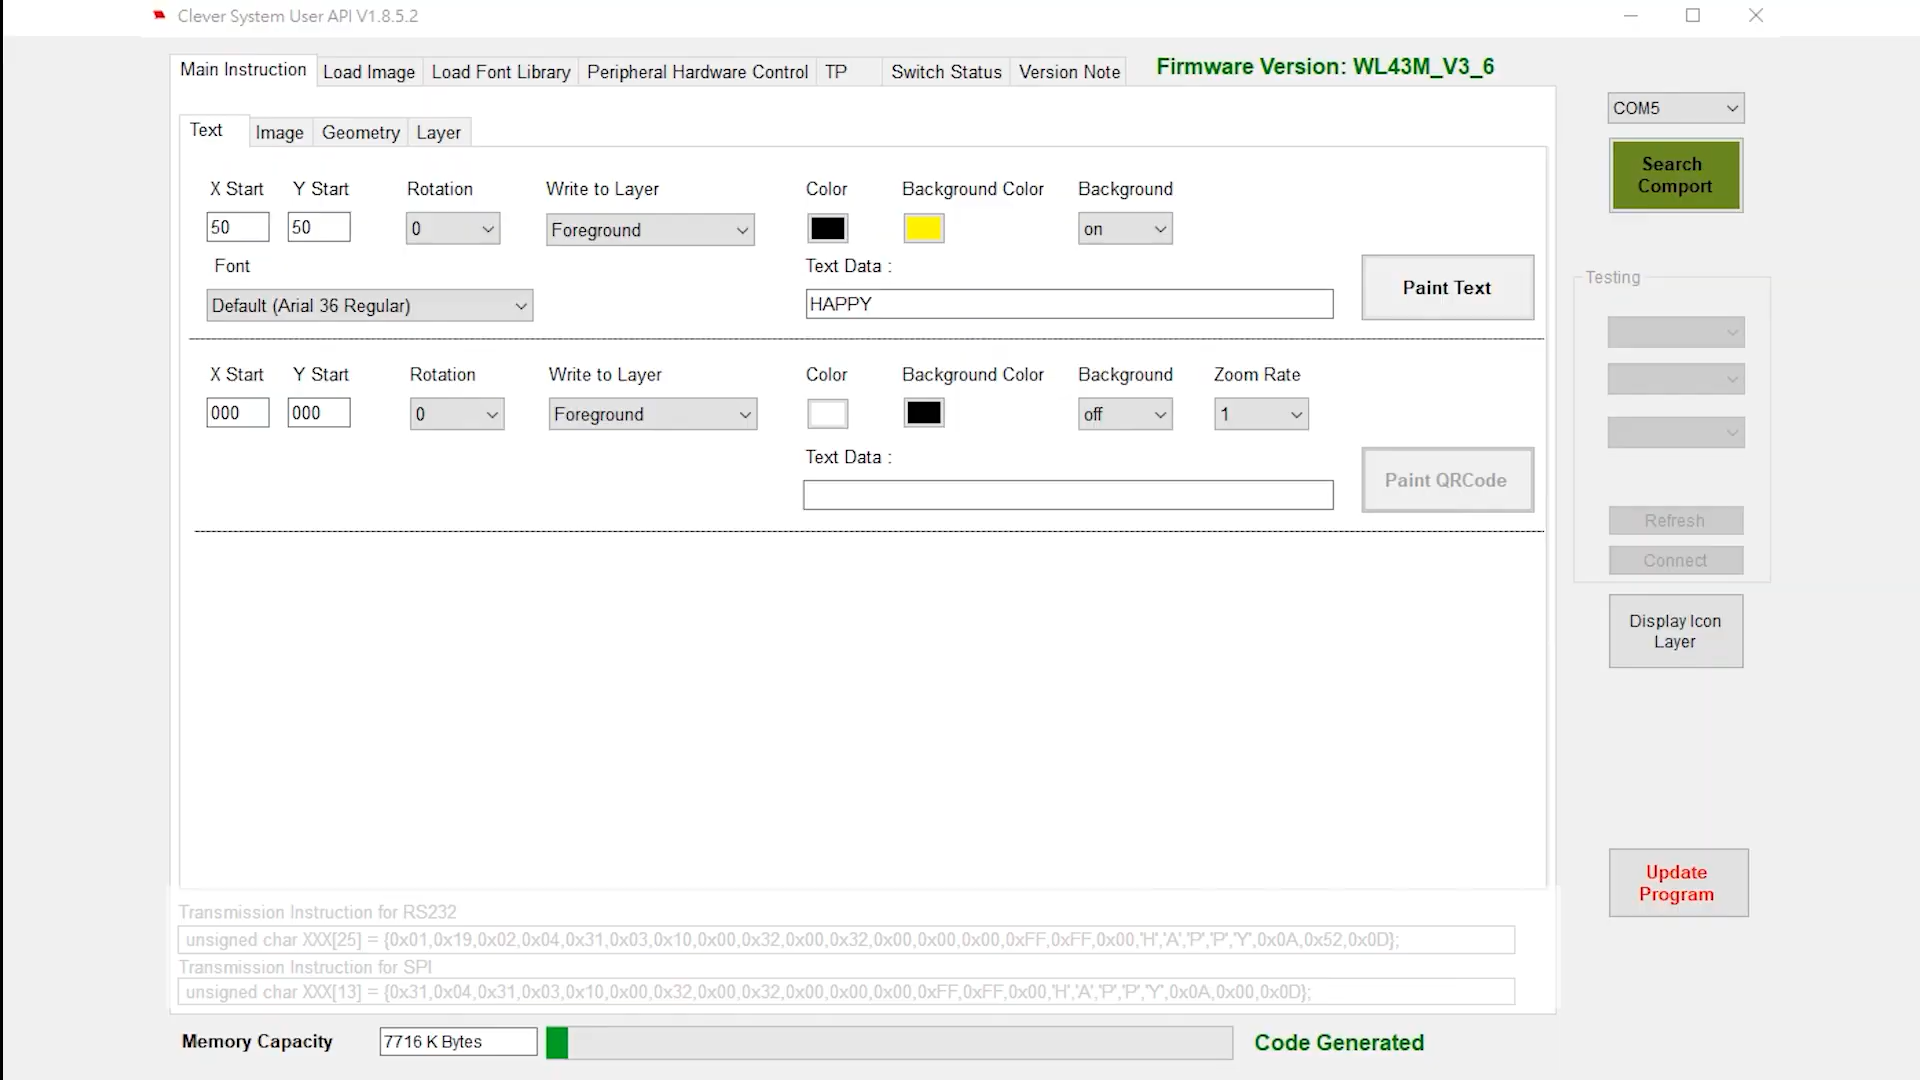 Clever System User API V1.8.5.2
Main Instruction Load Image Load Font Library Peripheral Hardware Control TP Switch Status Version Note Firmware Version: WL43M_V3_6
COM5
Search Comport
Text Image Geometry Layer
X Start Y Start Rotation Write to Layer Color Background Color Background
50 50 0 Foreground on
Font Text Data :
Default (Arial 36 Regular) HAPPY Paint Text
Testing
X Start Y Start Rotation Write to Layer Color Background Color Background Zoom Rate
000 000 0 Foreground off 1
Text Data :
Paint QRCode
Refresh
Connect
Display Icon
Layer
Update
Program
Transmission Instruction for RS232
unsigned char XXX[25] = {0x01,0x19,0x02,0x04,0x31,0x03,0x10,0x00,0x32,0x00,0x32,0x00,0x00,0x00,0xFF,0xFF,0x00,'H','A','P','P','Y',0x0A,0x52,0x0D};
Transmission Instruction for SPI
unsigned char XXX[13] = {0x31,0x04,0x31,0x03,0x10,0x00,0x32,0x00,0x32,0x00,0x00,0x00,0xFF,0xFF,0x00,'H','A','P','P','Y',0x0A,0x00,0x0D};
Memory Capacity 7716 K Bytes Code Generated